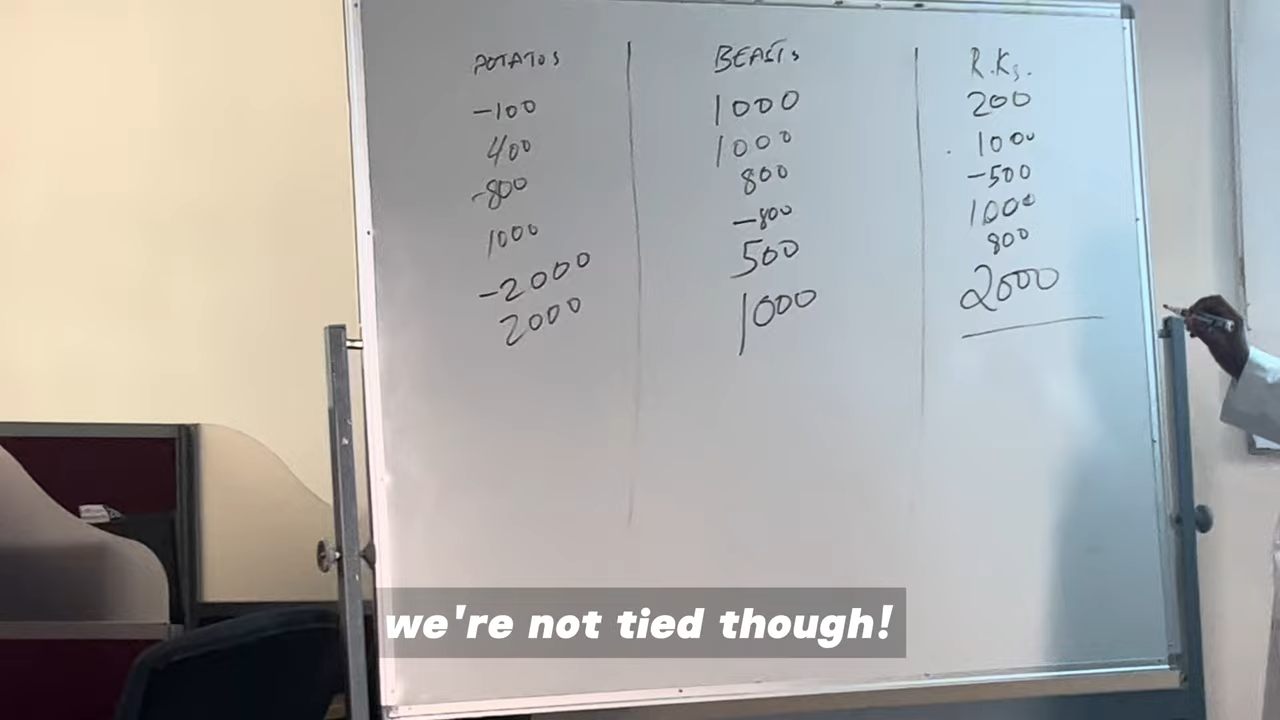 POTATOS BEASTS R.Ks.
-100 1000 200
400 1000 1000
-800 800 -500
1000 -800 1000
-2000 500 800
2000 1000 2000
we're not tied though!